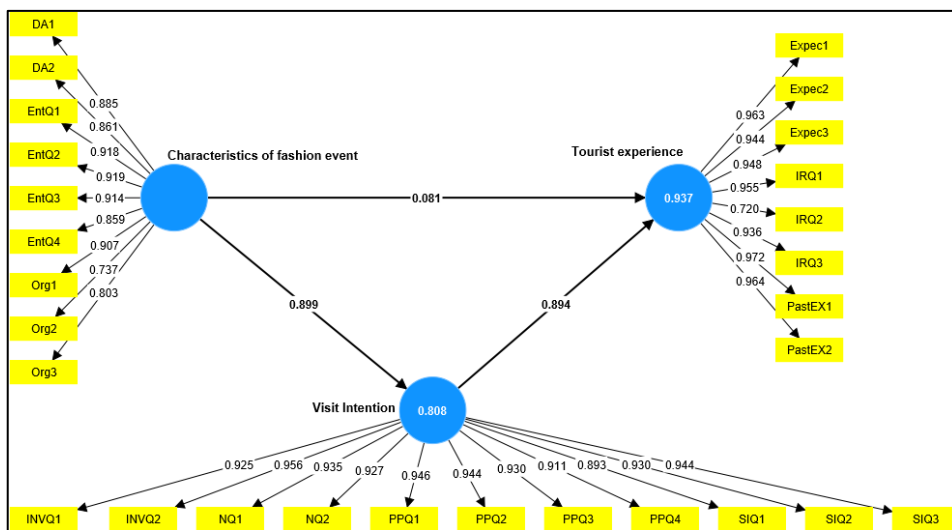 DA1
DA2
EntQ1
EntQ2
EntQ3
EntQ4
Org1
Org2
Org3
0.885
0.861
0.918
0.919
0.914
0.859
0.907
0.737
0.803
Characteristics of fashion event
0.081
0.899
0.894
Tourist experience
0.937
0.963
0.944
0.948
0.955
0.720
0.936
0.972
0.964
Expec1
Expec2
Expec3
IRQ1
IRQ2
IRQ3
PastEX1
PastEX2
Visit Intention
0.808
0.925
0.956
0.935
0.927
0.946
0.944
0.930
0.911
0.893
0.930
0.944
INVQ1
INVQ2
NQ1
NQ2
PPQ1
PPQ2
PPQ3
PPQ4
SIQ1
SIQ2
SIQ3